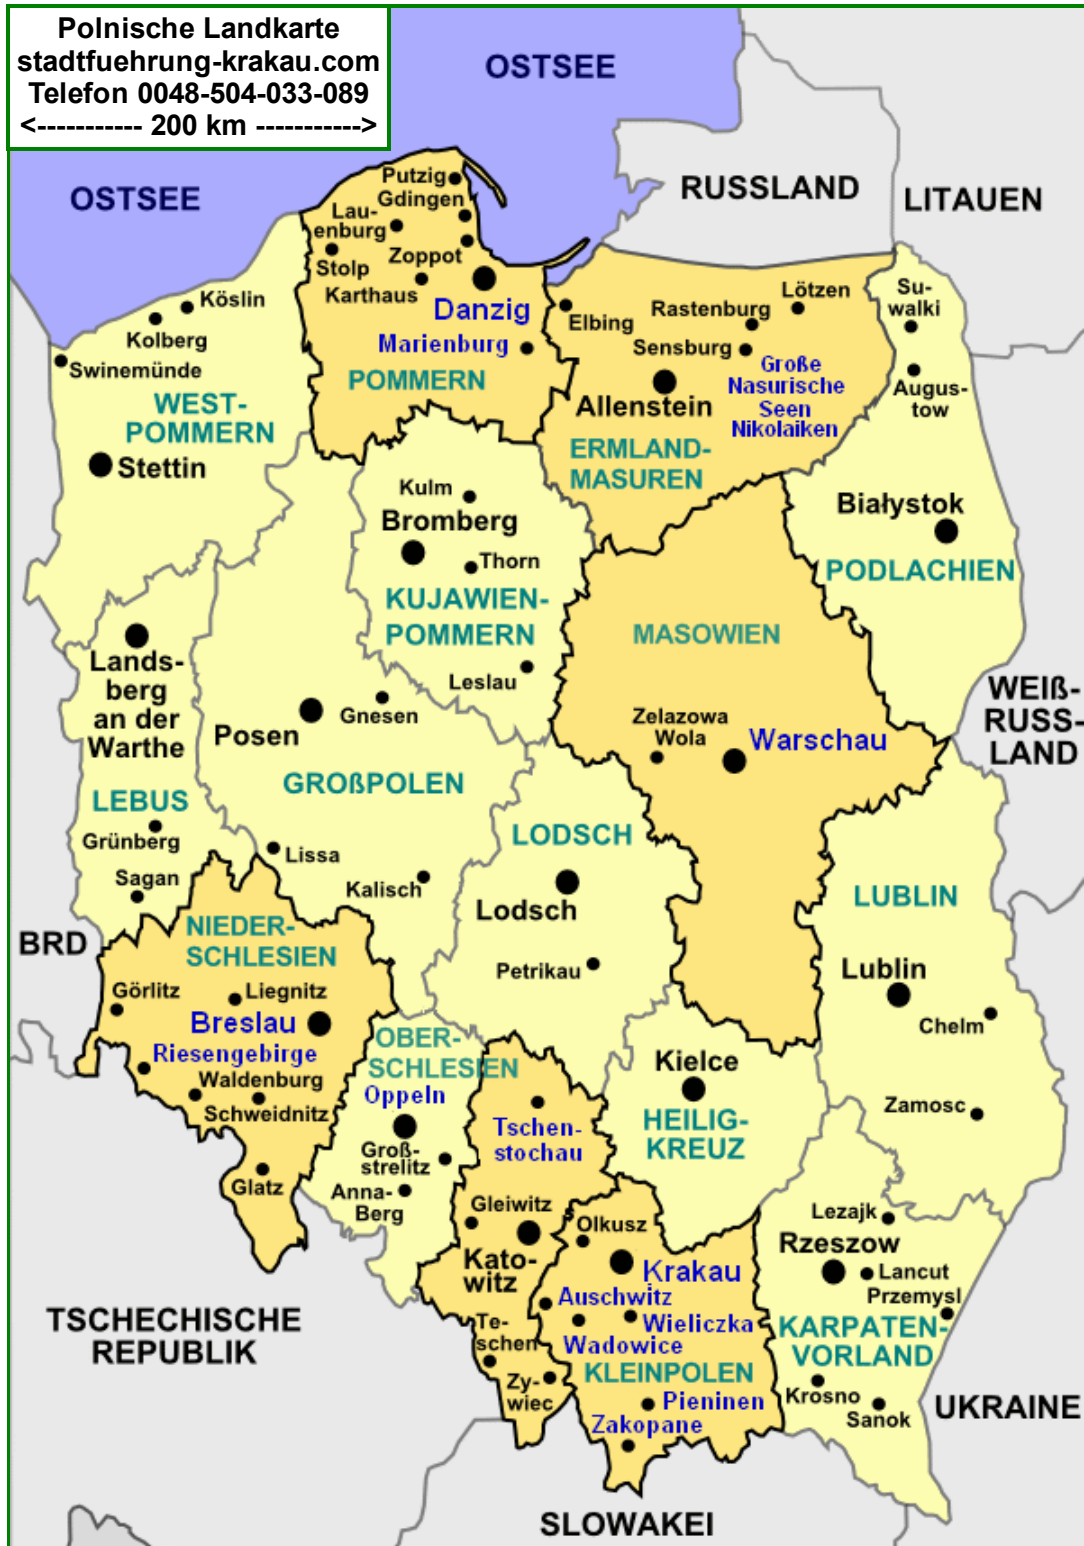 Polnische Landkarte
stadtfuehrung-krakau.com
Telefon 0048-504-033-089
<----------- 200 km ----------->
OSTSEE
OSTSEE
RUSSLAND
LITAUEN
Putzig
Gdingen
Lau-
enburg
Zoppot
Stolp
Karthaus
Danzig
Marienburg
POMMERN
Köslin
Kolberg
Swinemünde
WEST-
POMMERN
Stettin
Elbing
Rastenburg
Lötzen
Sensburg
Große
Nasurische
Seen
Nikolaiken
Allenstein
ERMLAND-
MASUREN
Su-
walki
Augus-
tow
Białystok
PODLACHIEN
Kulm
Bromberg
Thorn
KUJAWIEN-
POMMERN
Leslau
MASOWIEN
Zelazowa
Wola
Warschau
WEIß-
RUSS-
LAND
Lands-
berg
an der
Warthe
LEBUS
Grünberg
Sagan
Gnesen
Posen
GROßPOLEN
Lissa
Kalisch
LODSCH
Lodsch
Petrikau
LUBLIN
Lublin
Chelm
Zamosc
BRD
NIEDER-
SCHLESIEN
Görlitz
Liegnitz
Breslau
Riesengebirge
Waldenburg
Schweidnitz
Glatz
OBER-
SCHLESIEN
Oppeln
Groß-
strelitz
Anna-
Berg
Tschen-
stochau
Gleiwitz
Kato-
witz
Te-
schen
Zy-
wiec
Kielce
HEILIG-
KREUZ
Olkusz
Krakau
Auschwitz
Wieliczka
Wadowice
KLEINPOLEN
Pieninen
Zakopane
Lezajk
Rzeszow
Lancut
Przemysl
KARPATEN-
VORLAND
Krosno
Sanok
TSCHECHISCHE
REPUBLIK
UKRAINE
SLOWAKEI